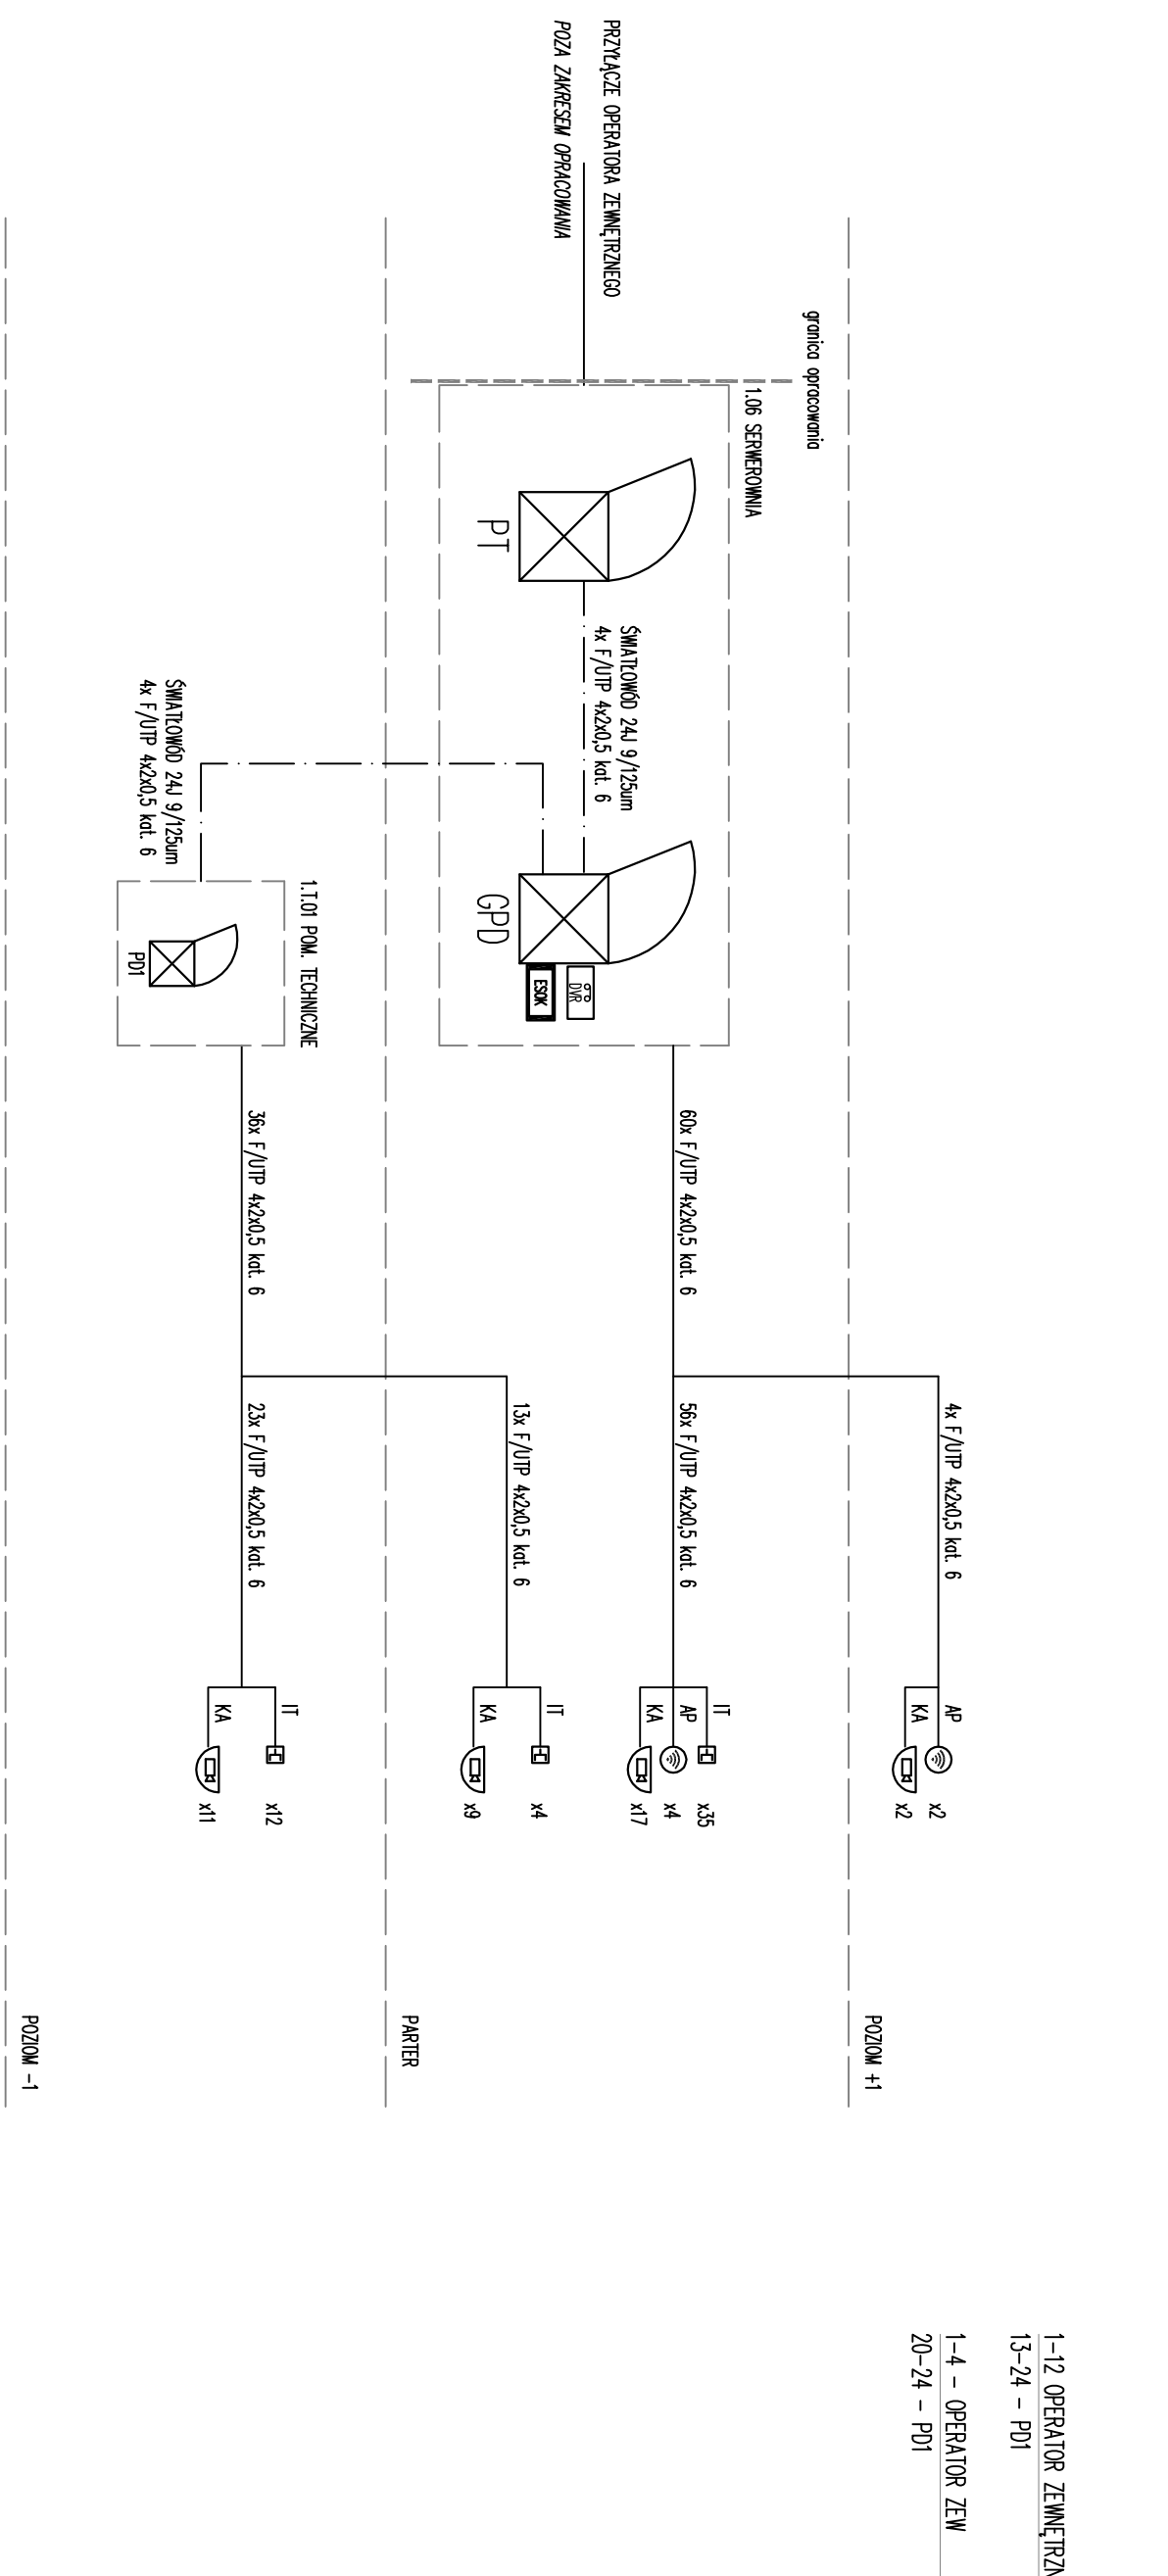 POZIOM +1
4x F/UTP 4x2x0,5 kat. 6
AP
x2
KA
x2
granica opracowania
1.06 SERWEROWNIA
PRZYŁĄCZE OPERATORA ZEWNĘTRZNEGO
POZA ZAKRESEM OPRACOWANIA
PT
ŚWIATŁOWÓD 24J 9/125um
4x F/UTP 4x2x0,5 kat. 6
GPD
DVR
ESOK
60x F/UTP 4x2x0,5 kat. 6
56x F/UTP 4x2x0,5 kat. 6
IT
x35
AP
x4
KA
x17
13x F/UTP 4x2x0,5 kat. 6
IT
x4
KA
x9
PARTER
1.T.01 POM. TECHNICZNE
ŚWIATŁOWÓD 24J 9/125um
4x F/UTP 4x2x0,5 kat. 6
PD1
36x F/UTP 4x2x0,5 kat. 6
23x F/UTP 4x2x0,5 kat. 6
IT
x12
KA
x11
POZIOM -1
1-12 OPERATOR
13-24 - PD1
1-4 - OPERATOR ZEW
20-24 - PD1